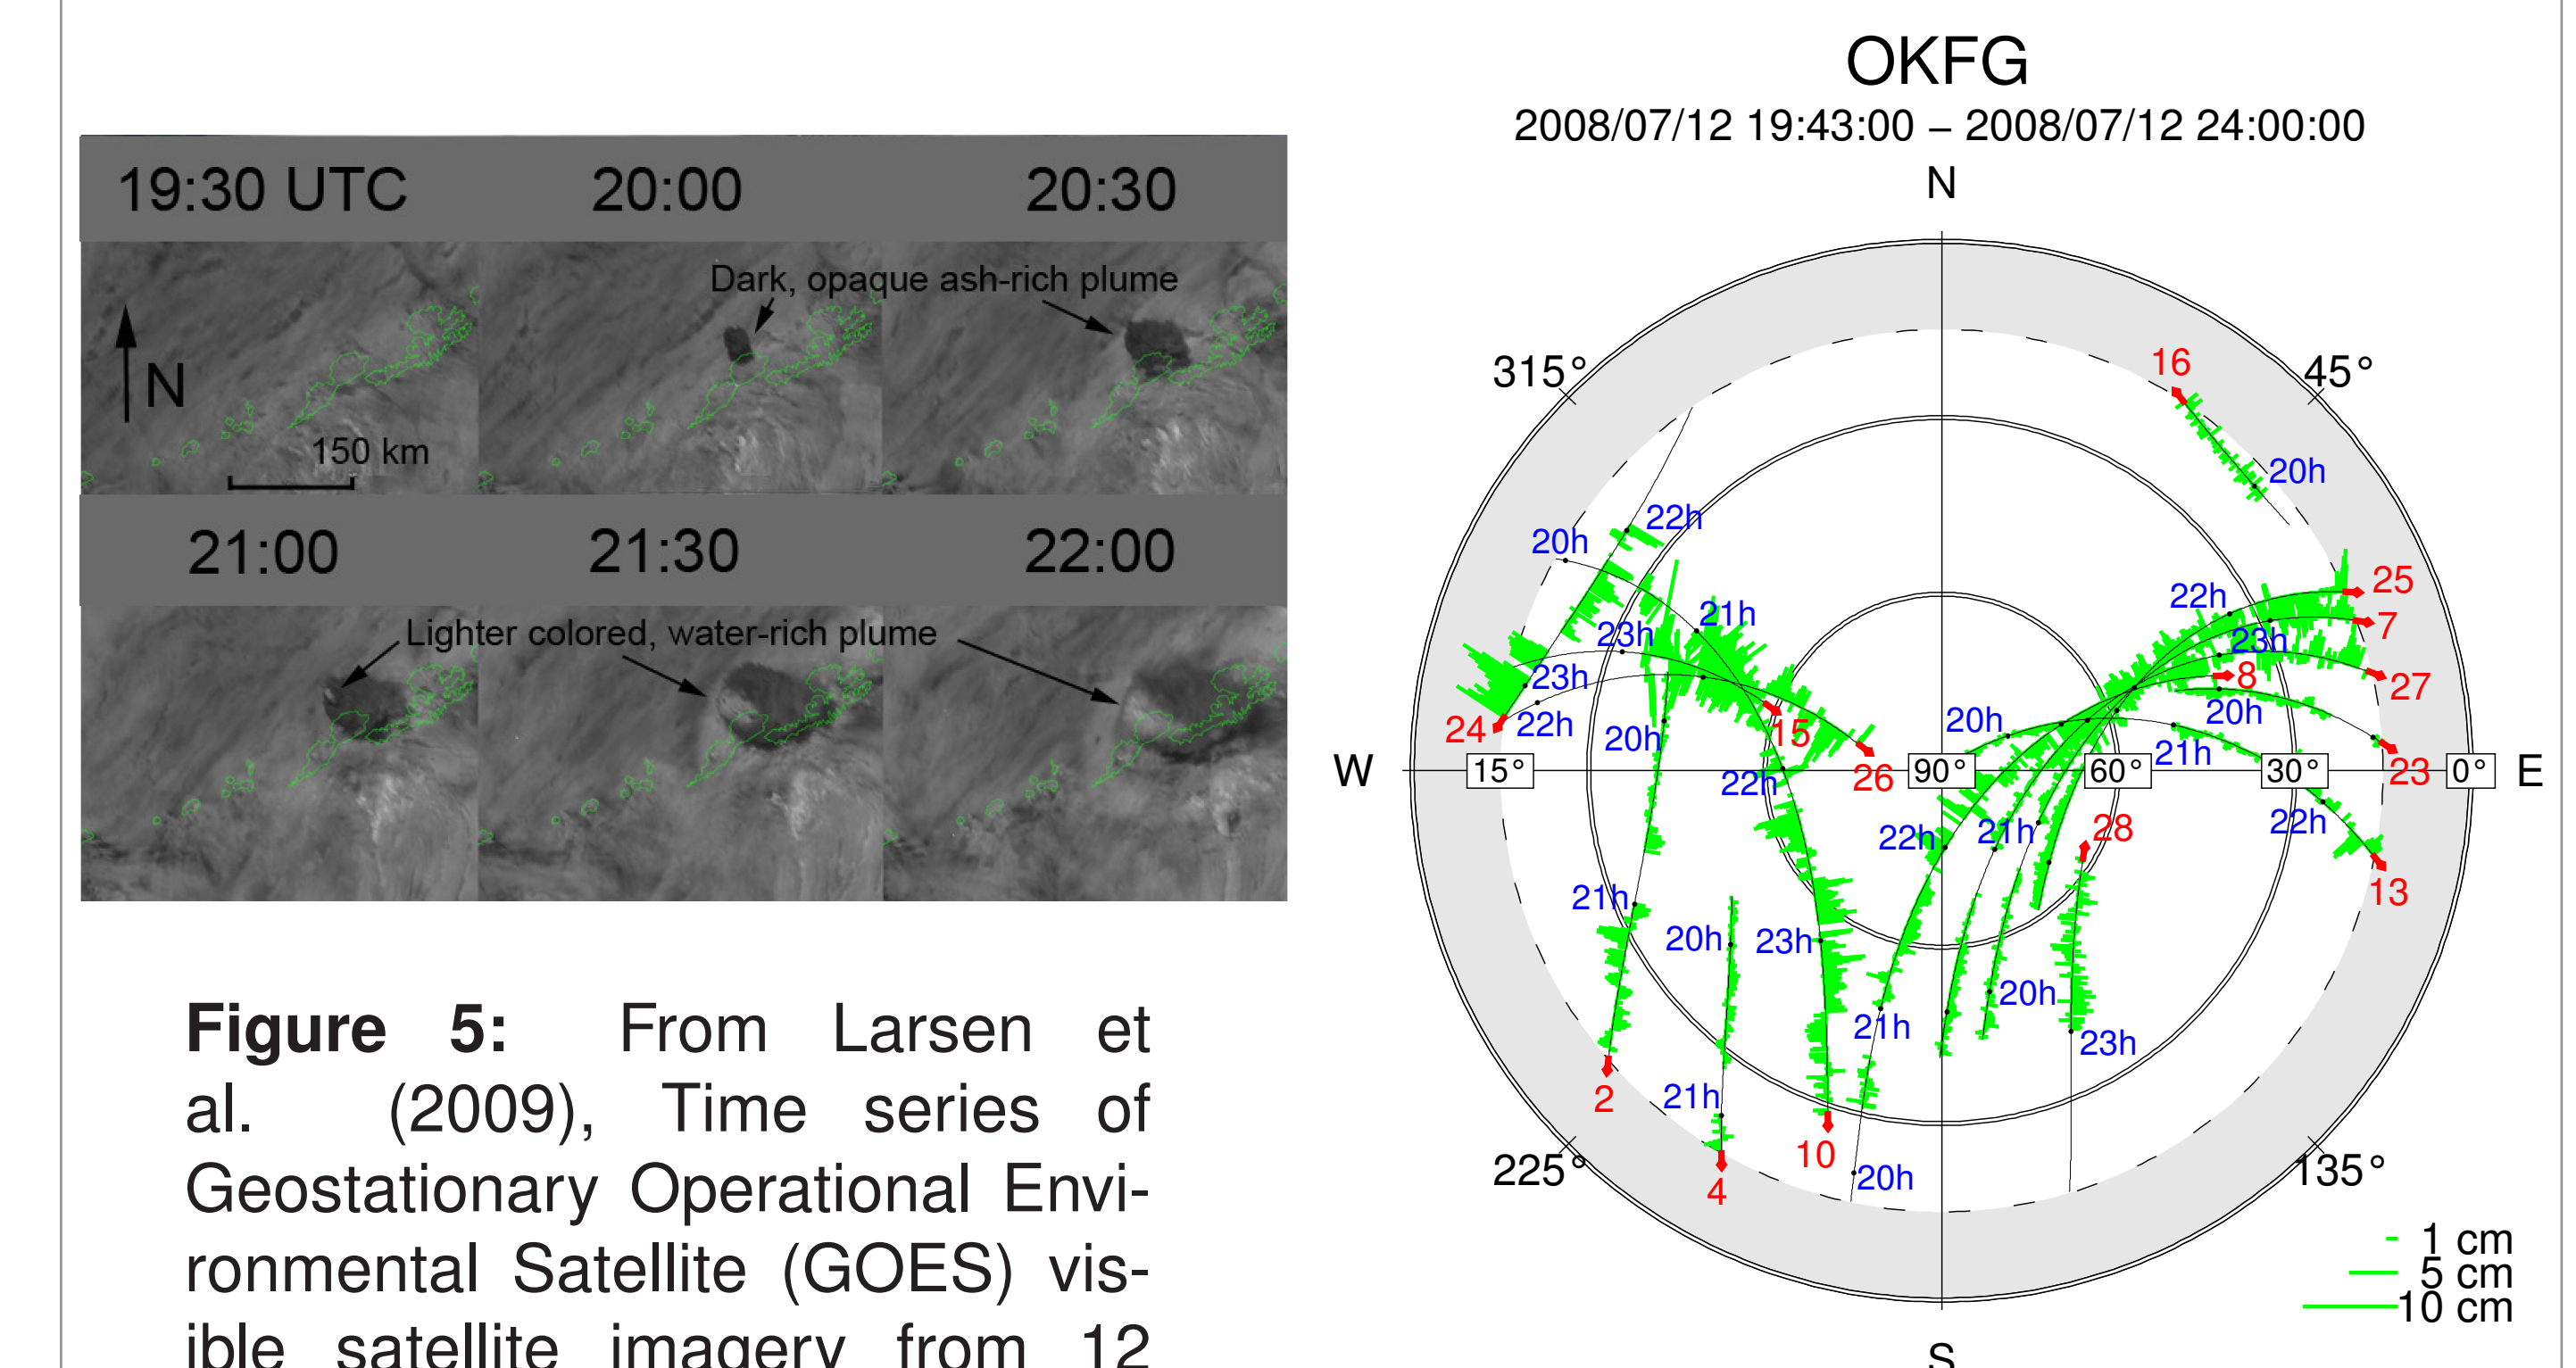 19:30 UTC 20:00 20:30
Dark, opaque ash-rich plume
N
150 km
21:00 21:30 22:00
Lighter colored, water-rich plume
Figure 5: From Larsen et
al. (2009), Time series of
Geostationary Operational Envi-
ronmental Satellite (GOES) vis-
ible satellite imagery from 12
OKFG
2008/07/12 19:43:00 – 2008/07/12 24:00:00
N
16
315° 45°
20h
22h
20h
25
22h
21h
7
23h 23h
23h 8 27
24 22h 20h 15 20h 20h
21h
W 15° 26 90° 60° 30° 23 0° E
22h
22h 21h 28 22h
13
21h
20h 23h
20h
21h 23h
21h
2
10
225° 20h 135°
4
1 cm
5 cm
10 cm
S